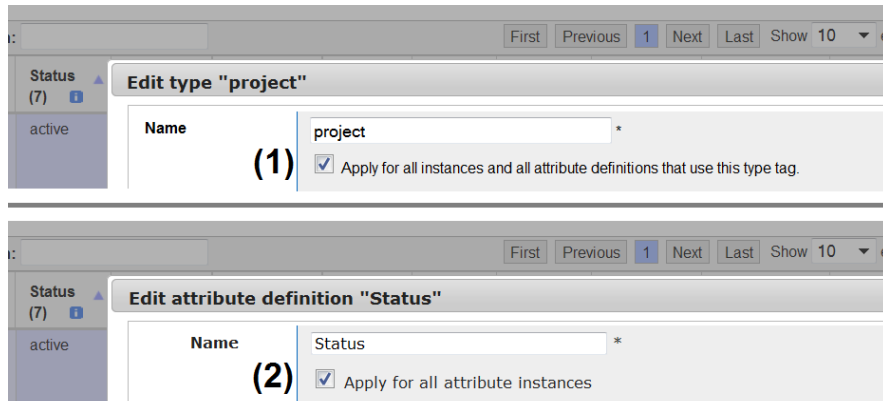 First Previous 1 Next Last Show 10
Status
(7)
Edit type "project"
active
Name
project *
(1)
Apply for all instances and all attribute definitions that use this type tag.
First Previous 1 Next Last Show 10
Status
(7)
Edit attribute definition "Status"
active
Name
Status *
(2)
Apply for all attribute instances